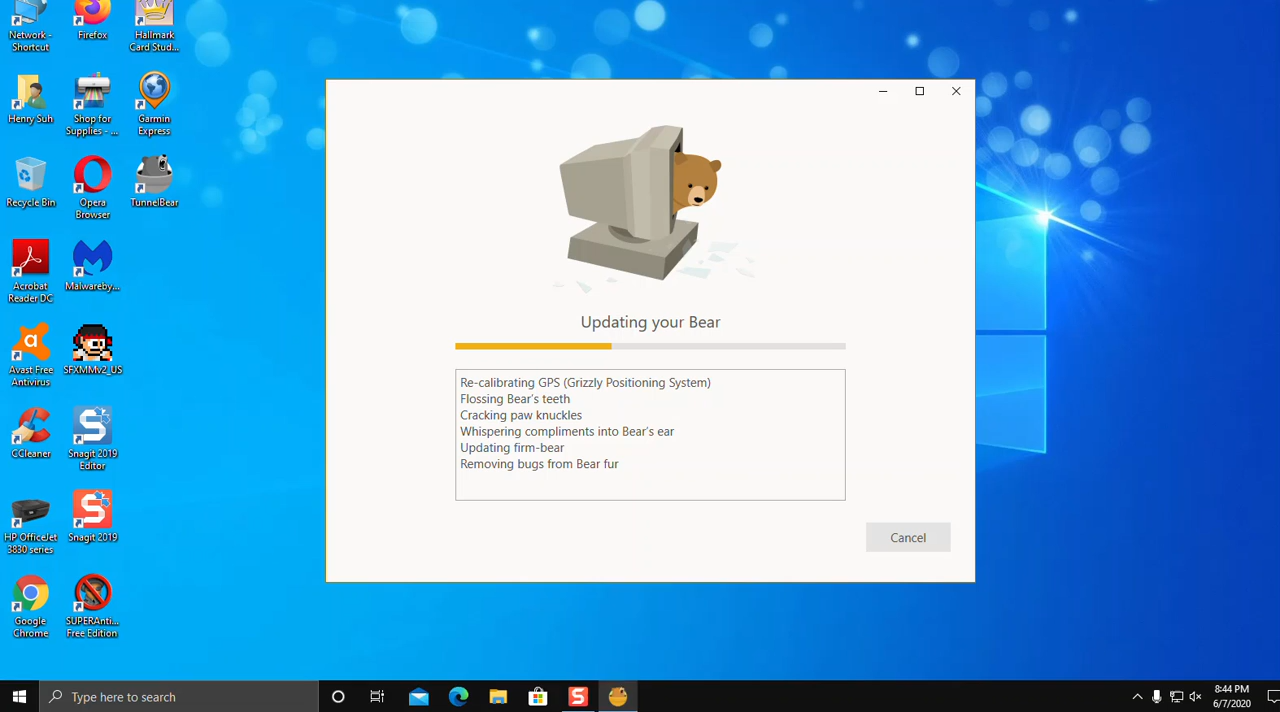 Network -
Shortcut
Firefox
Hallmark
Card Stud...
Henry Suh
Shop for
Supplies - ...
Garmin
Express
Recycle Bin
Opera
Browser
TunnelBear
Acrobat
Reader DC
Malwareby...
Avast Free
Antivirus
SFXMMv2_US
CCleaner
Snagit 2019
Editor
HP OfficeJet
3830 series
Snagit 2019
Google
Chrome
SUPERAnti...
Free Edition
Updating your Bear
Re-calibrating GPS (Grizzly Positioning System)
Flossing Bear's teeth
Cracking paw knuckles
Whispering compliments into Bear's ear
Updating firm-bear
Removing bugs from Bear fur
Cancel
Type here to search
8:44 PM
6/7/2020